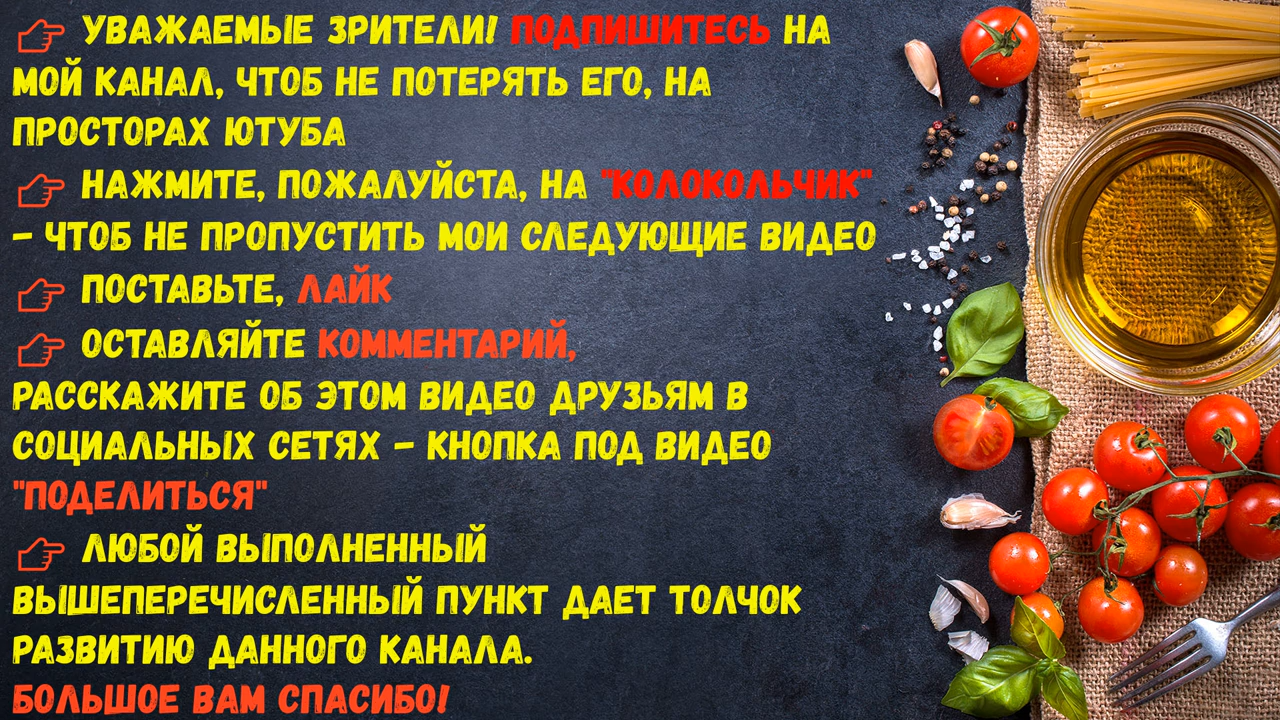 👉 УВАЖАЕМЫЕ ЗРИТЕЛИ! ПОДПИШИТЕСЬ НА
МОЙ КАНАЛ, ЧТОБ НЕ ПОТЕРЯТЬ ЕГО, НА
ПРОСТОРАХ ЮТУБА
👉 НАЖМИТЕ, ПОЖАЛУЙСТА, НА "КОЛОКОЛЬЧИК"
- ЧТОБ НЕ ПРОПУСТИТЬ МОИ СЛЕДУЮЩИЕ ВИДЕО
👉 ПОСТАВЬТЕ, ЛАЙК
👉 ОСТАВЛЯЙТЕ КОММЕНТАРИЙ,
РАССКАЖИТЕ ОБ ЭТОМ ВИДЕО ДРУЗЬЯМ В
СОЦИАЛЬНЫХ СЕТЯХ - КНОПКА ПОД ВИДЕО
"ПОДЕЛИТЬСЯ"
👉 ЛЮБОЙ ВЫПОЛНЕННЫЙ
ВЫШЕПЕРЕЧИСЛЕННЫЙ ПУНКТ ДАЕТ ТОЛЧОК
РАЗВИТИЮ ДАННОГО КАНАЛА.
БОЛЬШОЕ ВАМ СПАСИБО!